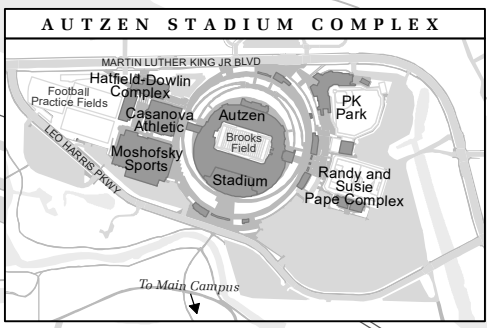 AUTZEN STADIUM COMPLEX
MARTIN LUTHER KING JR BLVD
Hatfield-Dowlin
Complex
Football
Practice Fields
Casanova
Athletic
Autzen
PK
Park
Brooks
Field
LEO HARRIS PKWY
Moshofsky
Sports
Stadium
Randy and
Susie
Pape Complex
To Main Campus